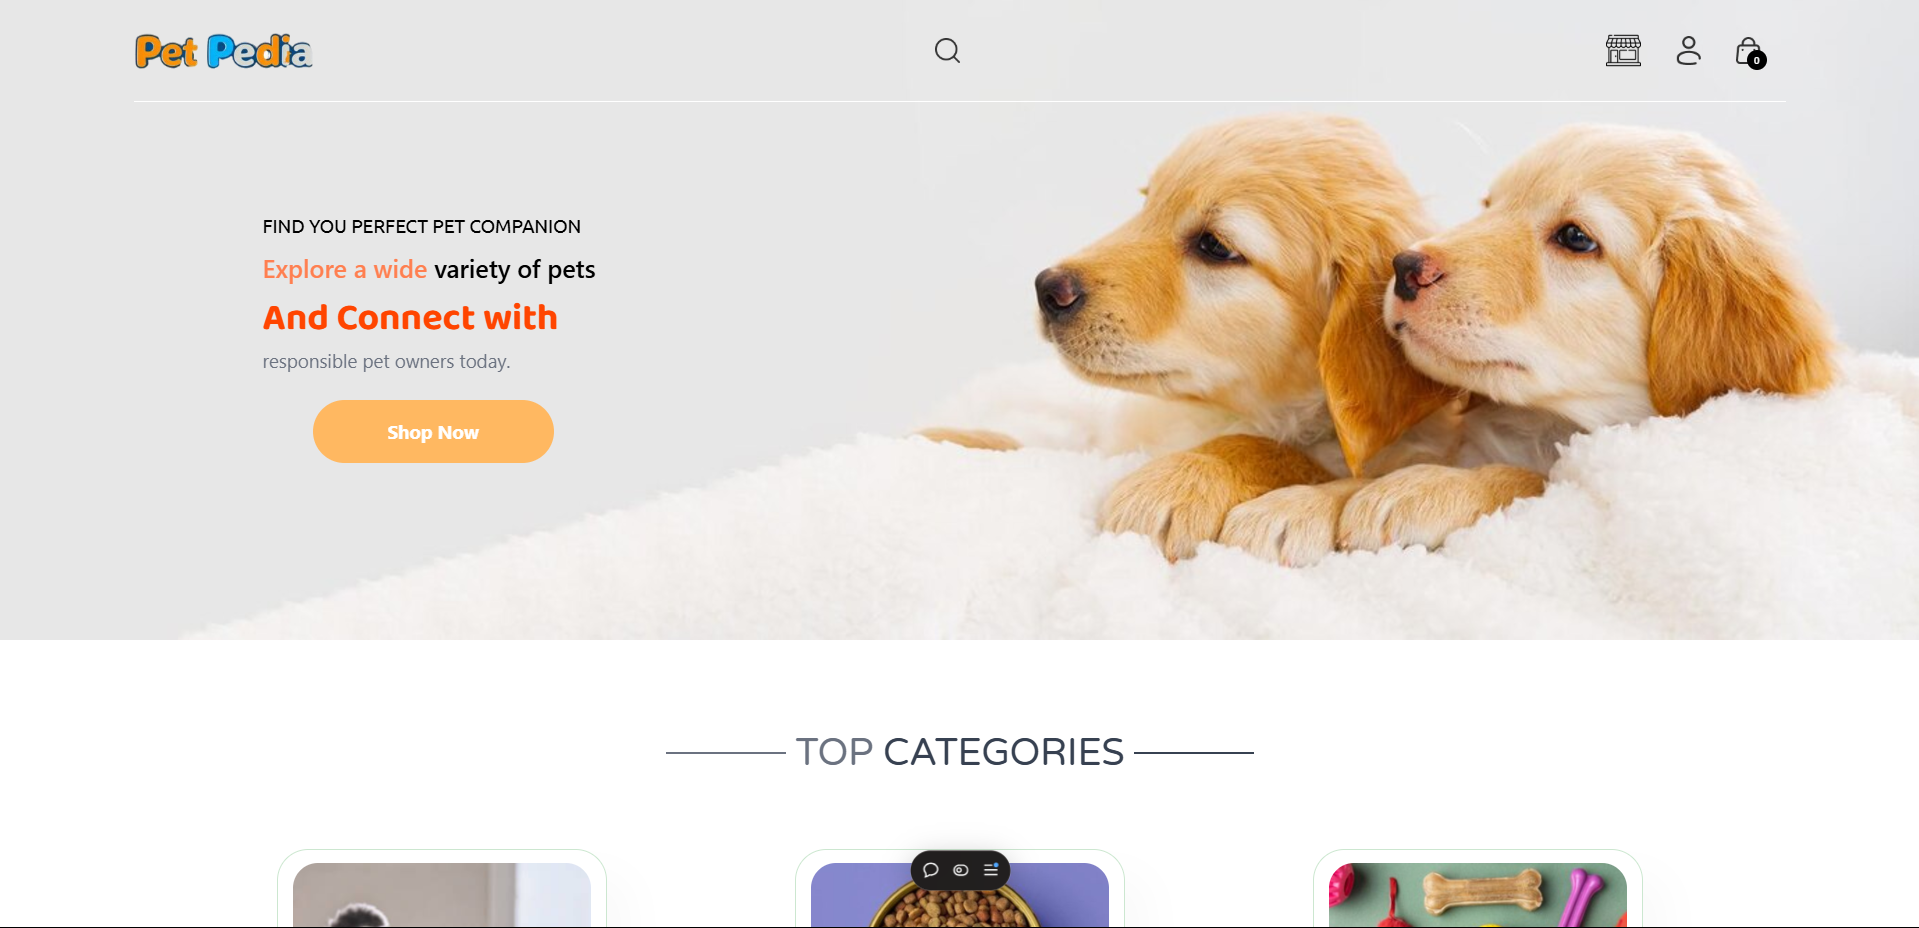 Pet Pedia
0
FIND YOU PERFECT PET COMPANION
Explore a wide variety of pets
And Connect with
responsible pet owners today.
Shop Now
TOP CATEGORIES